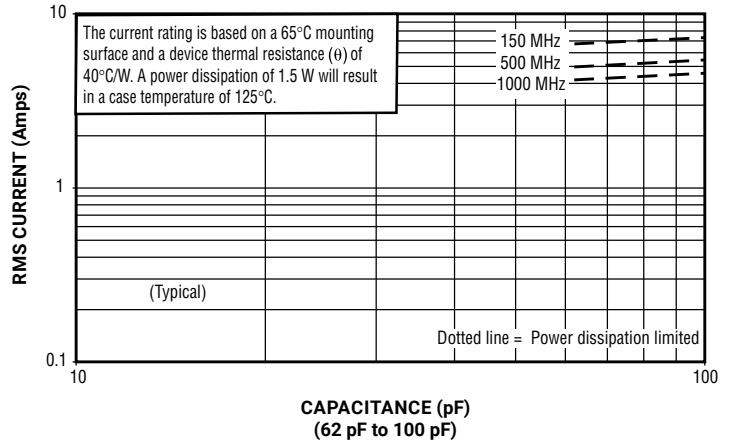 10
The current rating is based on a 65°C mounting
surface and a device thermal resistance (θ) of
40°C/W. A power dissipation of 1.5 W will result
in a case temperature of 125°C.
150 MHz
500 MHz
1000 MHz
RMS CURRENT (Amps)
1
(Typical)
Dotted line = Power dissipation limited
0.1
10
100
CAPACITANCE (pF)
(62 pF to 100 pF)